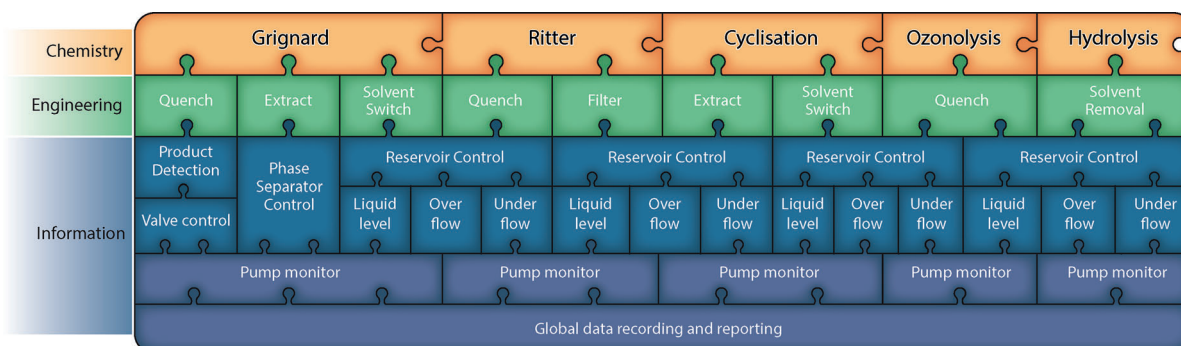 Chemistry
Grignard
Ritter
Cyclisation
Ozonolysis
Hydrolysis
Engineering
Quench
Extract
Solvent
Switch
Quench
Filter
Extract
Solvent
Switch
Quench
Solvent
Removal
Information
Product
Detection
Valve control
Phase
Separator
Control
Reservoir Control
Reservoir Control
Reservoir Control
Reservoir Control
Liquid
level
Over
flow
Under
flow
Liquid
level
Over
flow
Under
flow
Liquid
level
Over
flow
Under
flow
Liquid
level
Over
flow
Under
flow
Pump monitor
Pump monitor
Pump monitor
Pump monitor
Pump monitor
Global data recording and reporting